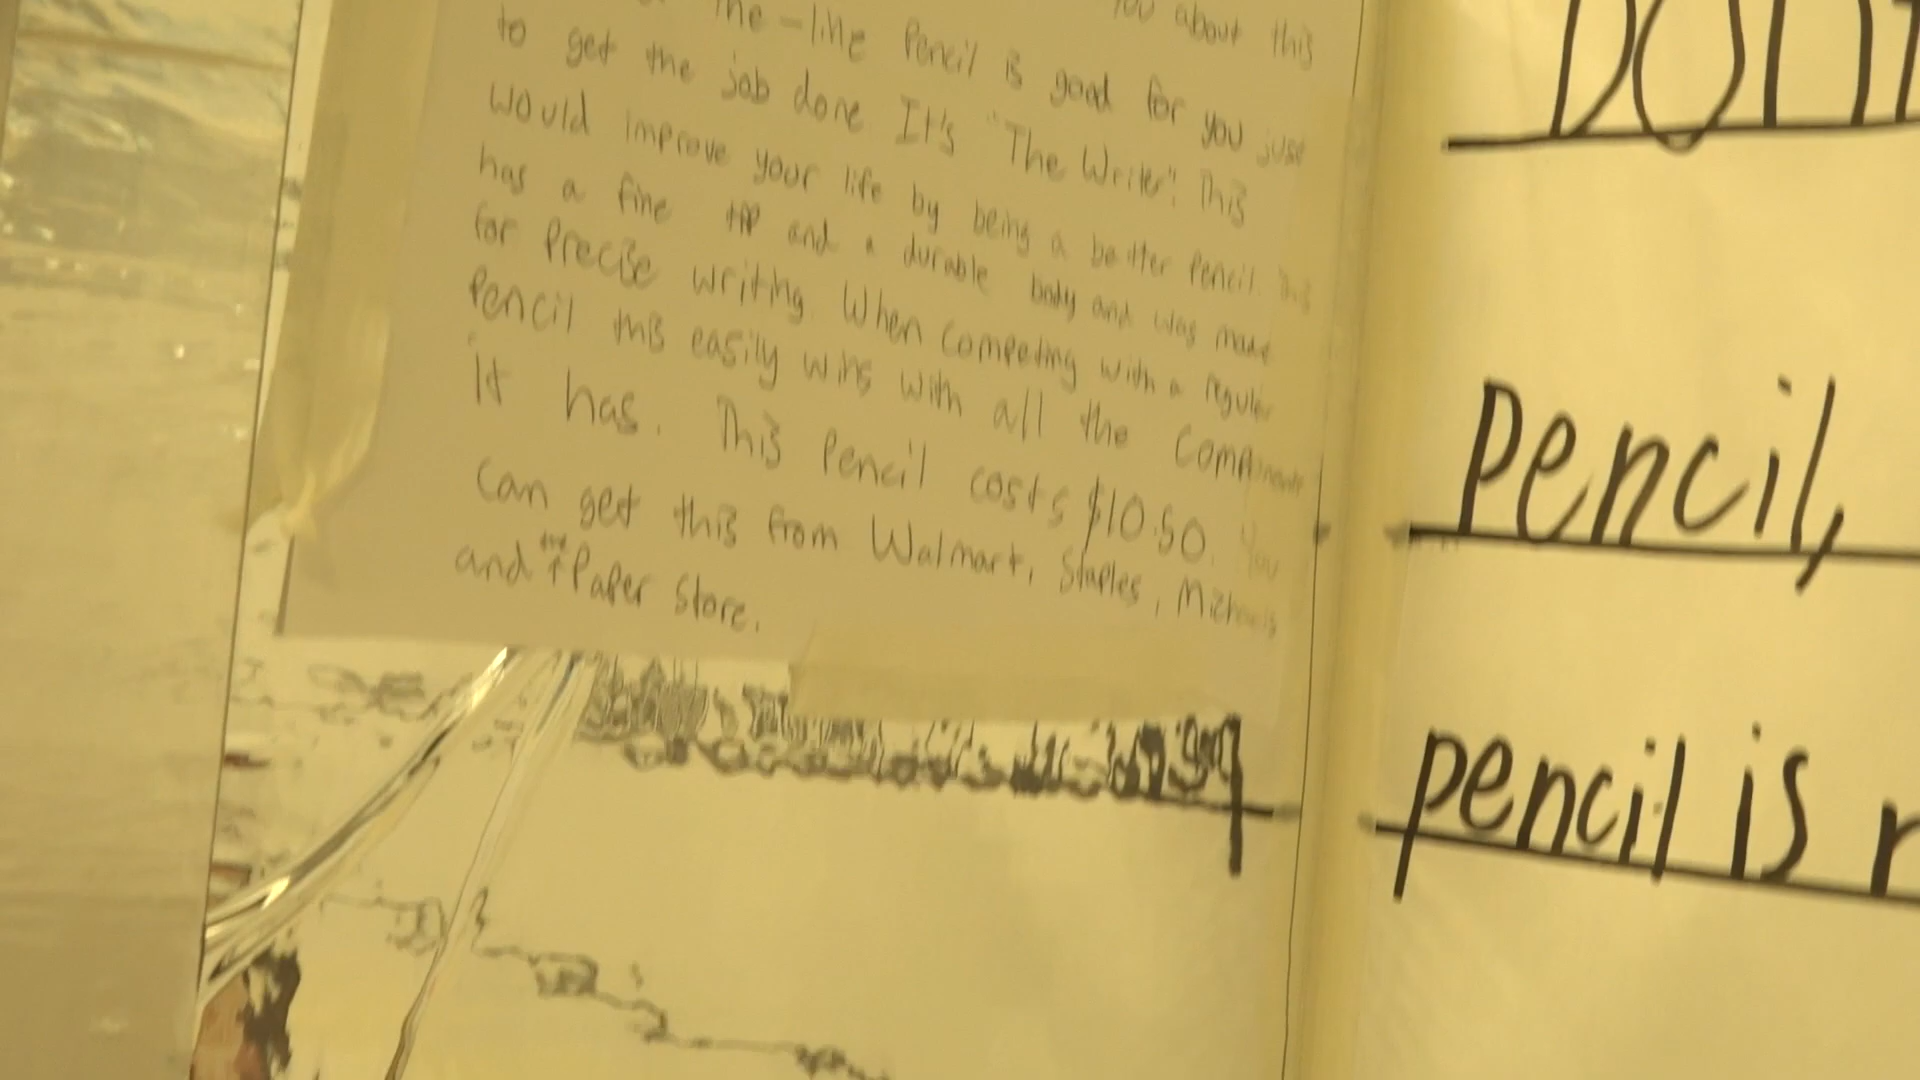 you about this
the-line Pencil is good for you just
to get the job done It's "The Writer". This
would improve your life by being a better Pencil. This
has a fine tip and a durable body and was made
for Precise writing. When competing with a regular
Pencil this easily wins with all the
It has. This Pencil costs $10.50. You
can get this from Walmart, Staples, Michaels
and the Paper Store.
pencil,
pencil is